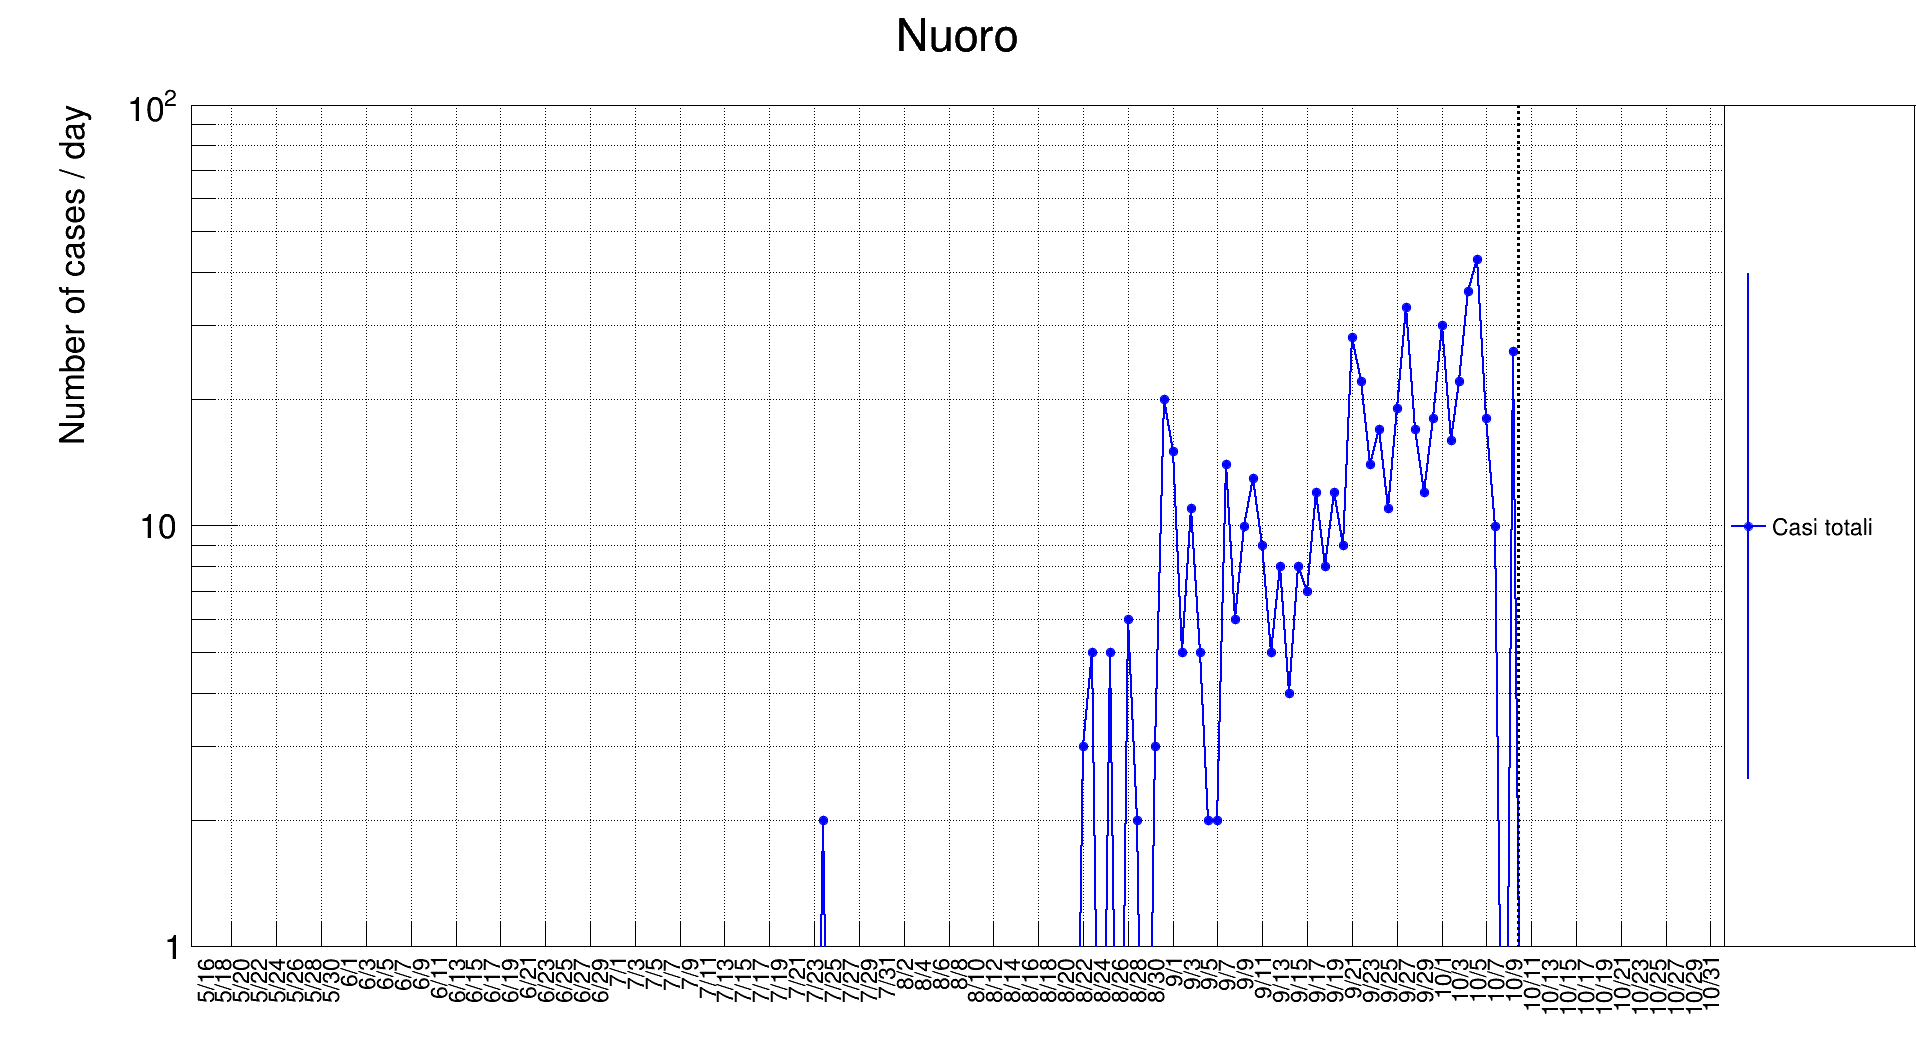 Nuoro
Number of cases / day
10²
10
1
Casi totali
5/16 5/18 5/20 5/22 5/24 5/26 5/28 5/30 6/1 6/3 6/5 6/7 6/9 6/11 6/13 6/15 6/17 6/19 6/21 6/23 6/25 6/27 6/29 7/1 7/3 7/5 7/7 7/9 7/11 7/13 7/15 7/17 7/19 7/21 7/23 7/25 7/27 7/29 7/31 8/2 8/4 8/6 8/8 8/10 8/12 8/14 8/16 8/18 8/20 8/22 8/24 8/26 8/28 8/30 9/1 9/3 9/5 9/7 9/9 9/11 9/13 9/15 9/17 9/19 9/21 9/23 9/25 9/27 9/29 10/1 10/3 10/5 10/7 10/9 10/11 10/13 10/15 10/17 10/19 10/21 10/23 10/25 10/27 10/29 10/31